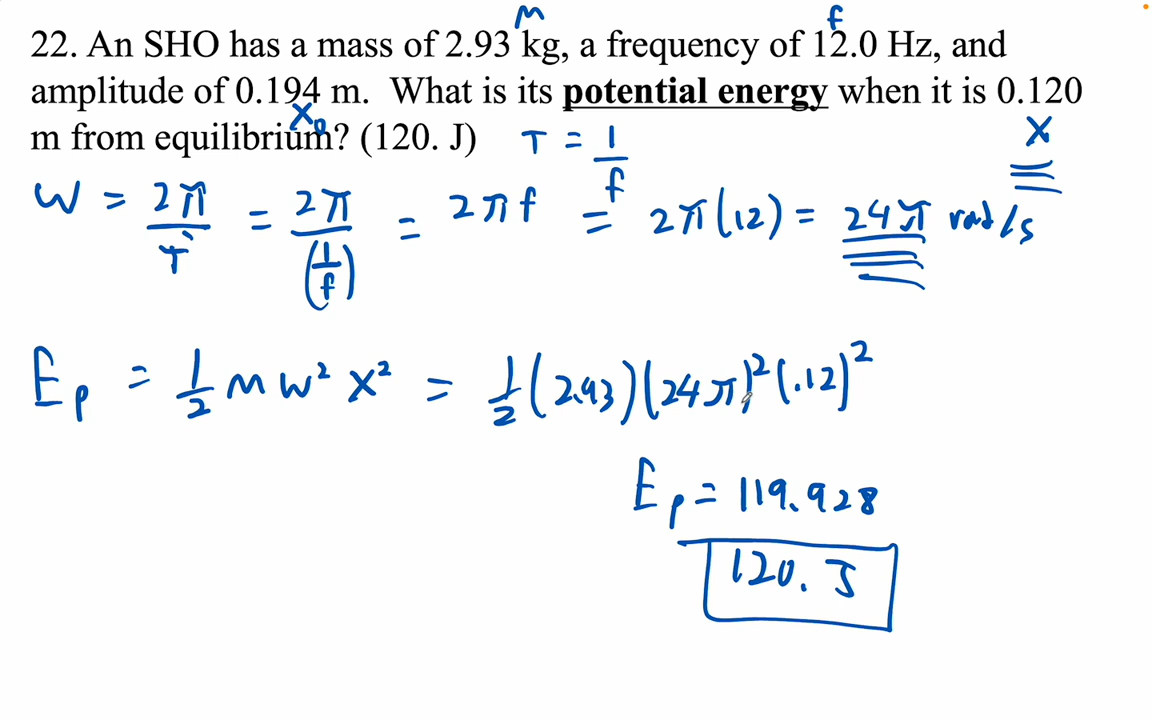 m f
22. An SHO has a mass of 2.93 kg, a frequency of 12.0 Hz, and
amplitude of 0.194 m. What is its potential energy when it is 0.120
x₀ x
m from equilibrium? (120. J) T = 1/f
W = 2π/T = 2π/(1/f) = 2πf = 2π(12) = 24π rad/s
Ep = 1/2 m w² x² = 1/2 (2.93)(24π)² (.12)²
Ep = 119.928
120. J